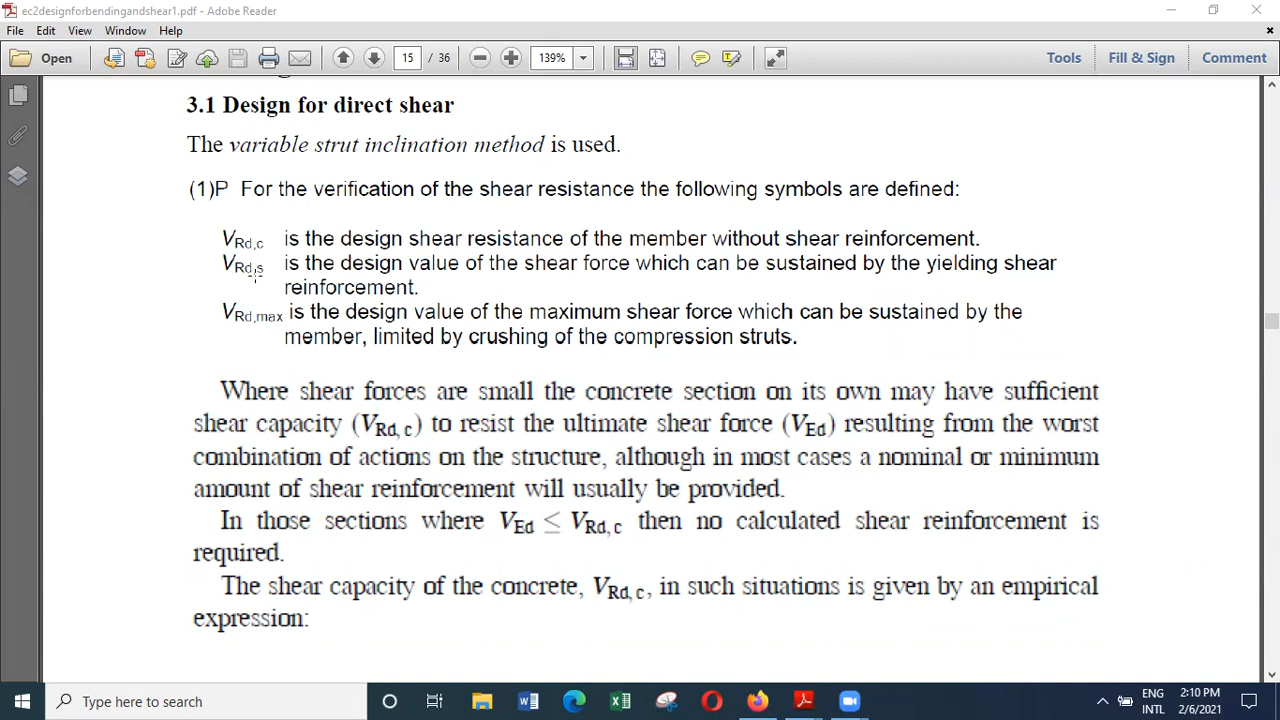 ec2designforbendingandshear1.pdf - Adobe Reader
File Edit View Window Help
Open 15 / 36 139% Tools Fill & Sign Comment
3.1 Design for direct shear
The variable strut inclination method is used.
(1)P For the verification of the shear resistance the following symbols are defined:
VRd,c is the design shear resistance of the member without shear reinforcement.
VRd,s is the design value of the shear force which can be sustained by the yielding shear
reinforcement.
VRd,max is the design value of the maximum shear force which can be sustained by the
member, limited by crushing of the compression struts.
Where shear forces are small the concrete section on its own may have sufficient
shear capacity (VRd, c) to resist the ultimate shear force (VEd) resulting from the worst
combination of actions on the structure, although in most cases a nominal or minimum
amount of shear reinforcement will usually be provided.
In those sections where VEd ≤ VRd, c then no calculated shear reinforcement is
required.
The shear capacity of the concrete, VRd, c, in such situations is given by an empirical
expression:
Type here to search
ENG
INTL
2:10 PM
2/6/2021